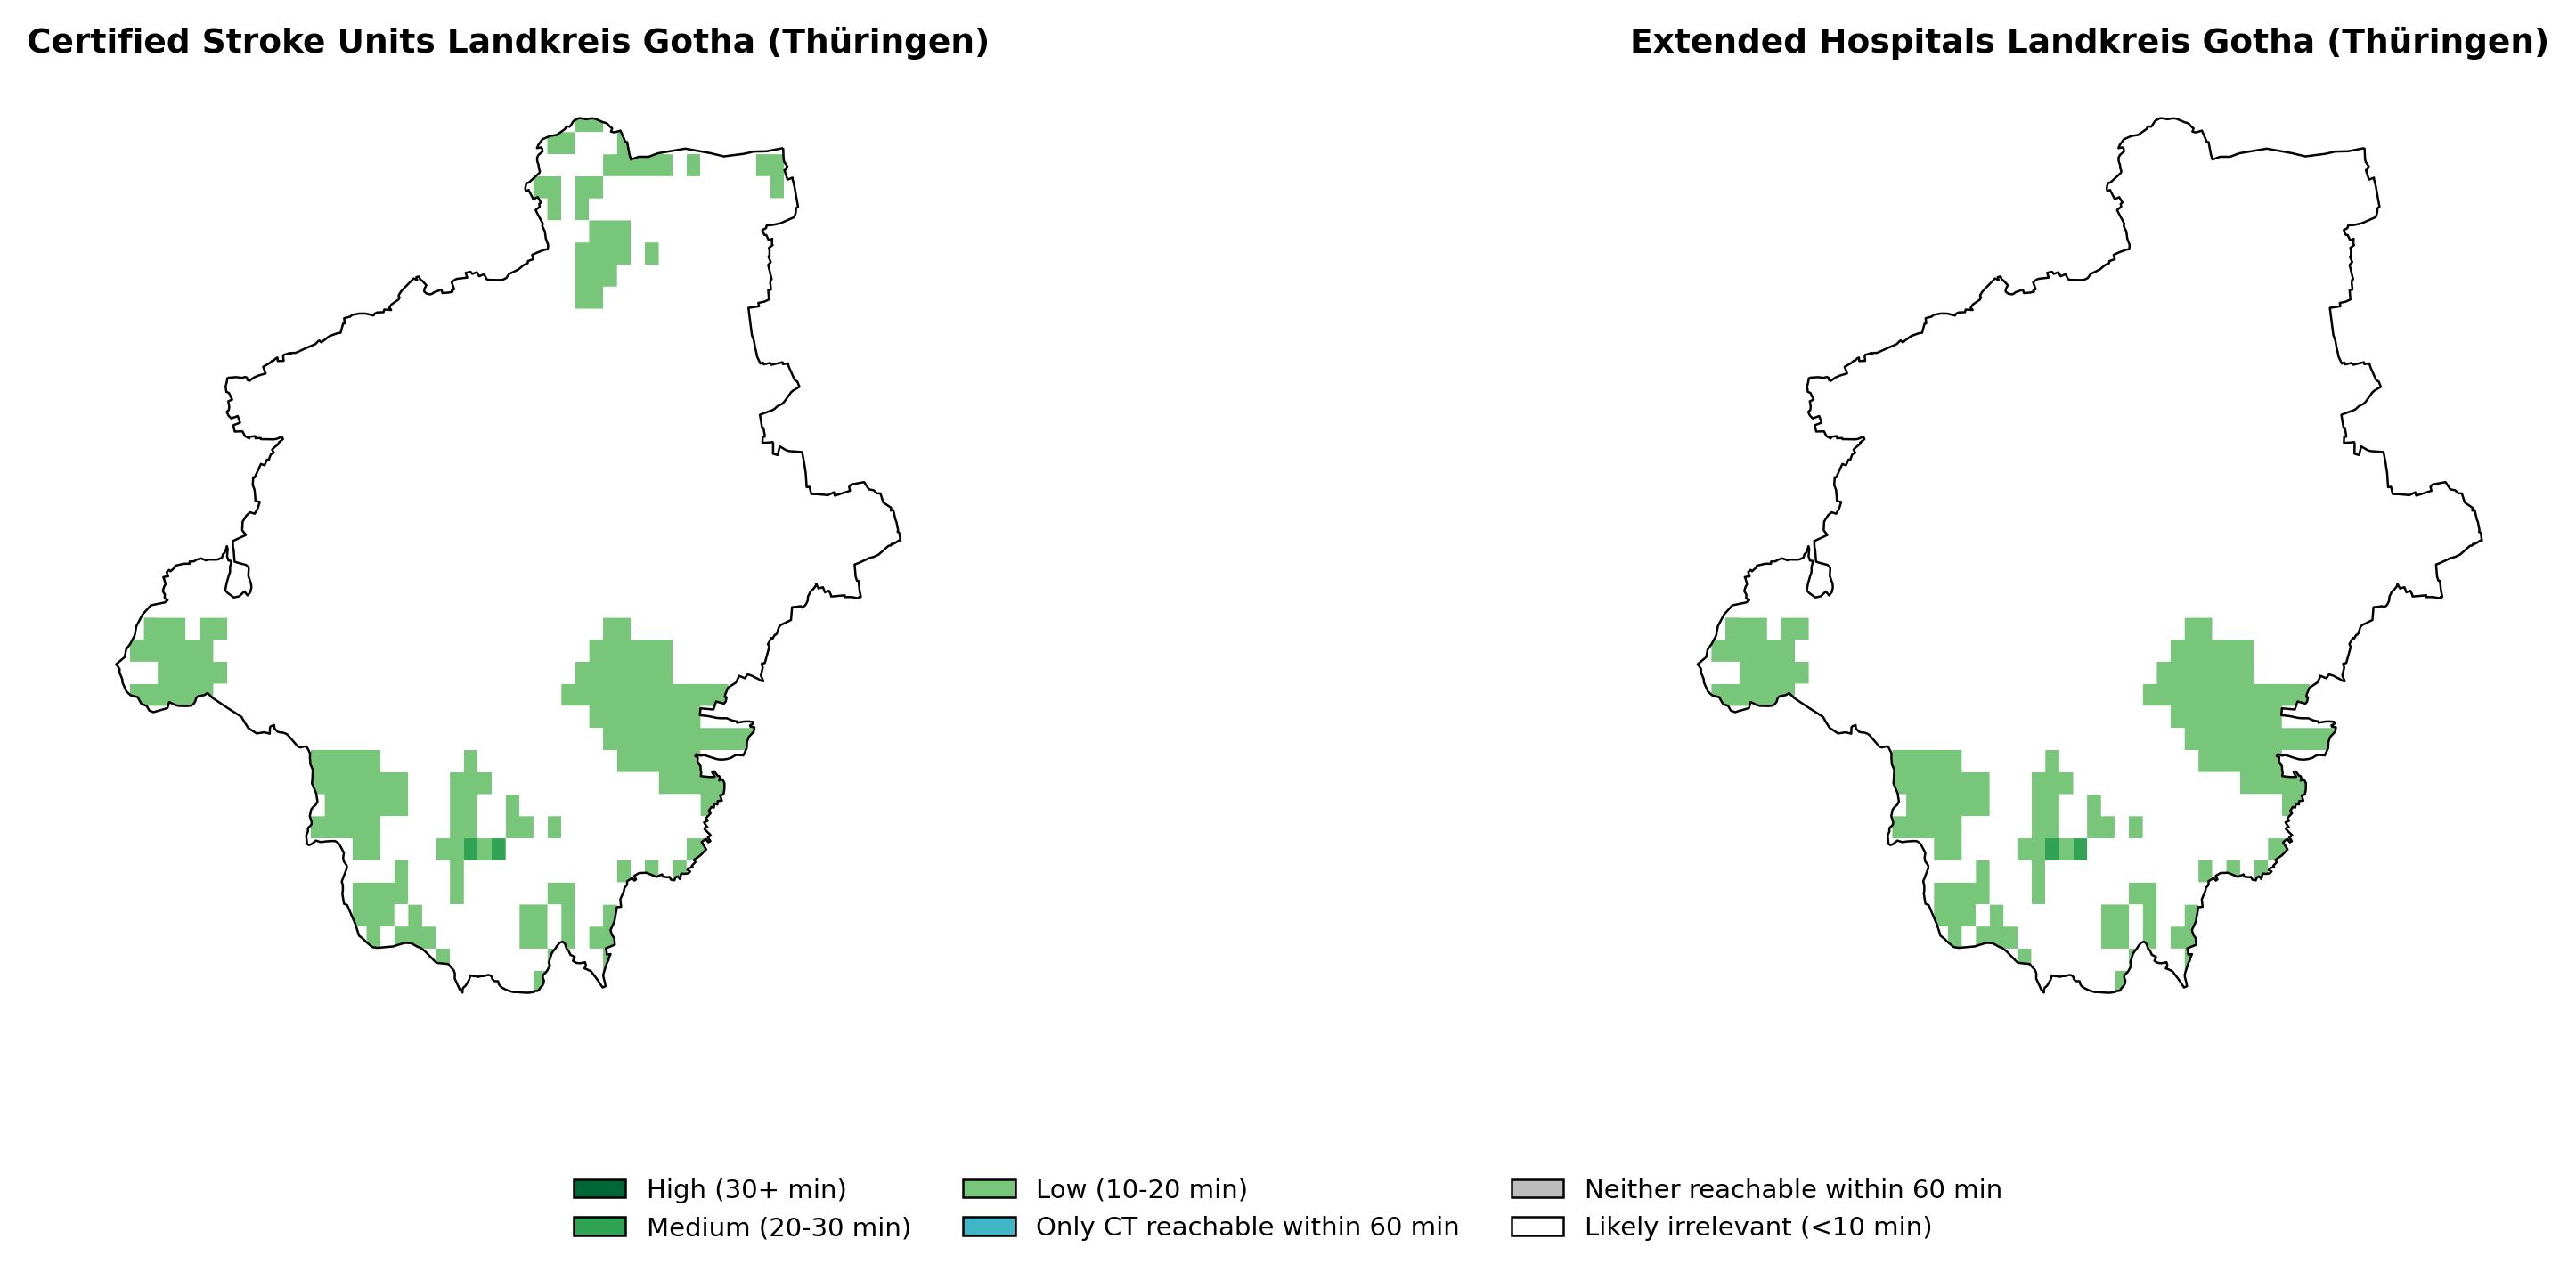 Certified Stroke Units Landkreis Gotha (Thüringen)
Extended Hospitals Landkreis Gotha (Thüringen)
High (30+ min)
Medium (20-30 min)
Low (10-20 min)
Only CT reachable within 60 min
Neither reachable within 60 min
Likely irrelevant (<10 min)